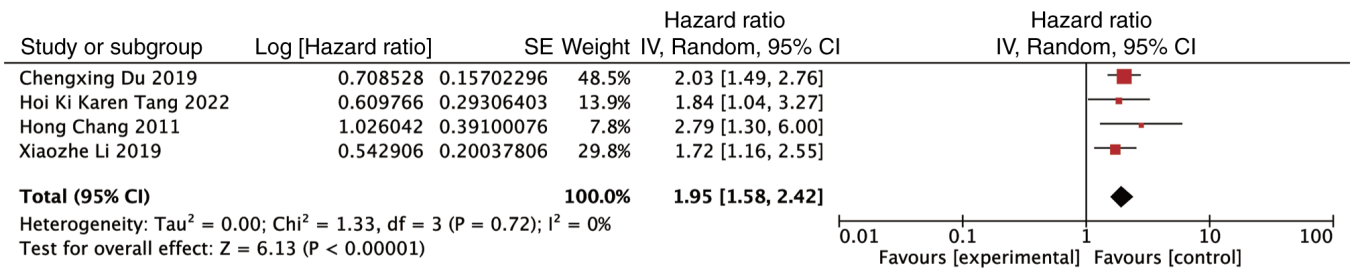 Hazard ratio Hazard ratio
Study or subgroup Log [Hazard ratio] SE Weight IV, Random, 95% CI IV, Random, 95% CI
Chengxing Du 2019 0.708528 0.15702296 48.5% 2.03 [1.49, 2.76]
Hoi Ki Karen Tang 2022 0.609766 0.29306403 13.9% 1.84 [1.04, 3.27]
Hong Chang 2011 1.026042 0.39100076 7.8% 2.79 [1.30, 6.00]
Xiaozhe Li 2019 0.542906 0.20037806 29.8% 1.72 [1.16, 2.55]
Total (95% CI) 100.0% 1.95 [1.58, 2.42]
Heterogeneity: Tau² = 0.00; Chi² = 1.33, df = 3 (P = 0.72); I² = 0%
Test for overall effect: Z = 6.13 (P < 0.00001)
0.01 0.1 1 10 100
Favours [experimental] Favours [control]